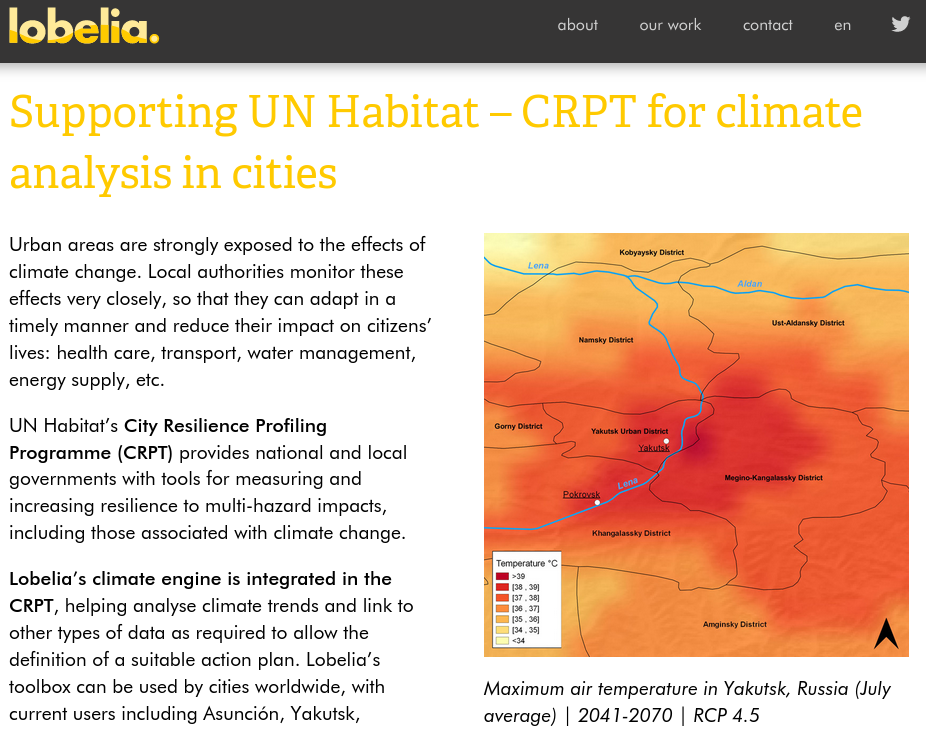 lobelia.
about
our work
contact
en
Supporting UN Habitat – CRPT for climate
analysis in cities
Urban areas are strongly exposed to the effects of
climate change. Local authorities monitor these
effects very closely, so that they can adapt in a
timely manner and reduce their impact on citizens’
lives: health care, transport, water management,
energy supply, etc.
UN Habitat’s City Resilience Profiling
Programme (CRPT) provides national and local
governments with tools for measuring and
increasing resilience to multi-hazard impacts,
including those associated with climate change.
Lobelia’s climate engine is integrated in the
CRPT, helping analyse climate trends and link to
other types of data as required to allow the
definition of a suitable action plan. Lobelia’s
toolbox can be used by cities worldwide, with
current users including Asunción, Yakutsk,
Kobyaysky District
Lena
Aldan
Ust-Aldansky District
Namsky District
Gorny District
Yakutsk Urban District
Yakutsk
Megino-Kangalassky District
Lena
Pokrovsk
Khangalassky District
Amginsky District
Temperature °C
>39
[38 , 39]
[37 , 38]
[36 , 37]
[35 , 36]
[34 , 35]
<34
Maximum air temperature in Yakutsk, Russia (July
average) | 2041-2070 | RCP 4.5